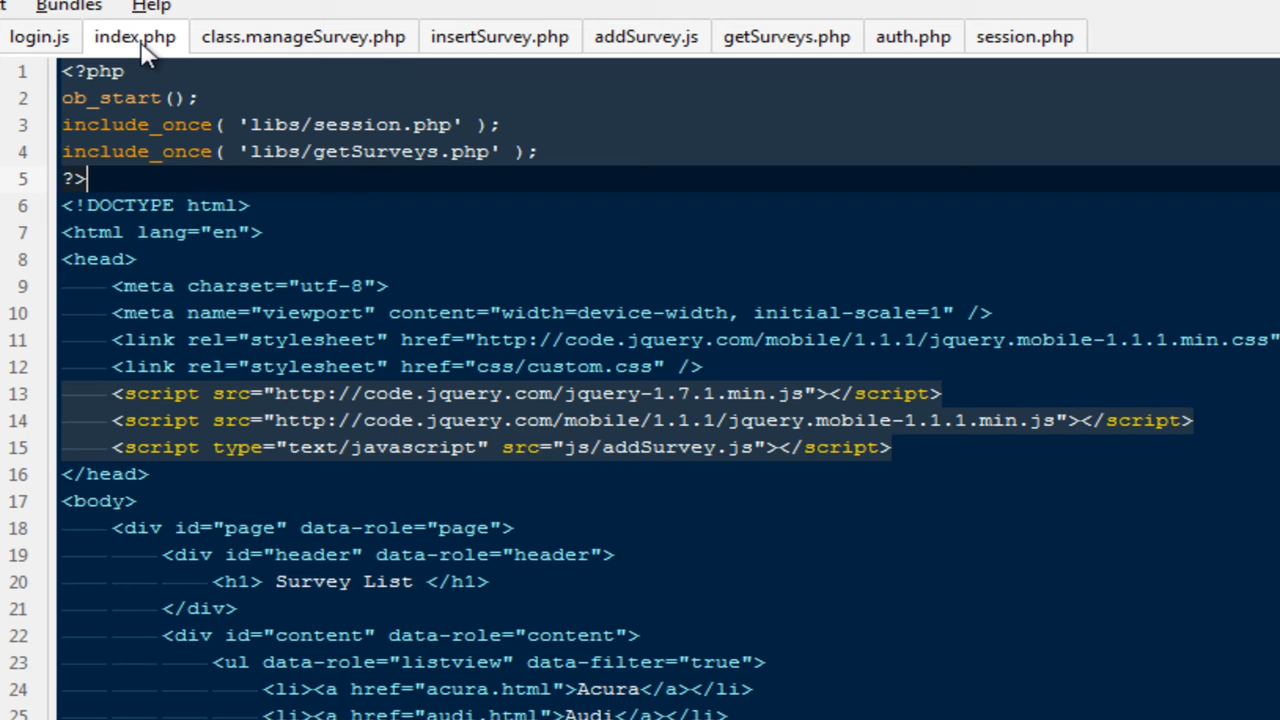 t Bundles Help
login.js index.php class.manageSurvey.php insertSurvey.php addSurvey.js getSurveys.php auth.php session.php
1 <?php
2 ob_start();
3 include_once( 'libs/session.php' );
4 include_once( 'libs/getSurveys.php' );
5 ?>
6 <!DOCTYPE html>
7 <html lang="en">
8 <head>
9 <meta charset="utf-8">
10 <meta name="viewport" content="width=device-width, initial-scale=1" />
11 <link rel="stylesheet" href="http://code.jquery.com/mobile/1.1.1/jquery.mobile-1.1.1.min.css"
12 <link rel="stylesheet" href="css/custom.css" />
13 <script src="http://code.jquery.com/jquery-1.7.1.min.js"></script>
14 <script src="http://code.jquery.com/mobile/1.1.1/jquery.mobile-1.1.1.min.js"></script>
15 <script type="text/javascript" src="js/addSurvey.js"></script>
16 </head>
17 <body>
18 <div id="page" data-role="page">
19 <div id="header" data-role="header">
20 <h1> Survey List </h1>
21 </div>
22 <div id="content" data-role="content">
23 <ul data-role="listview" data-filter="true">
24 <li><a href="acura.html">Acura</a></li>
25 <li><a href="audi.html">Audi</a></li>